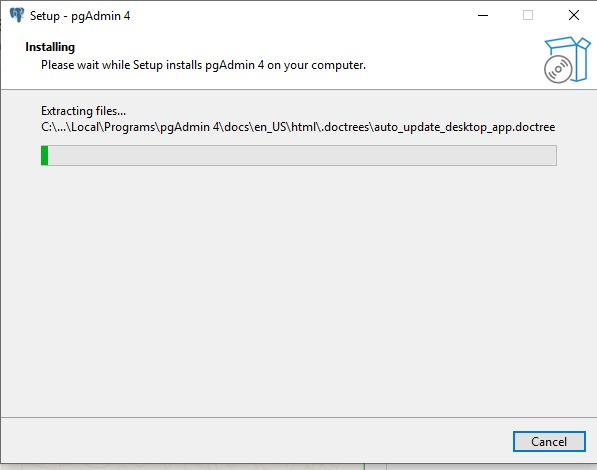 Setup - pgAdmin 4
Installing
Please wait while Setup installs pgAdmin 4 on your computer.
Extracting files...
C:\...\Local\Programs\pgAdmin 4\docs\en_US\html\.doctrees\auto_update_desktop_app.doctree
Cancel